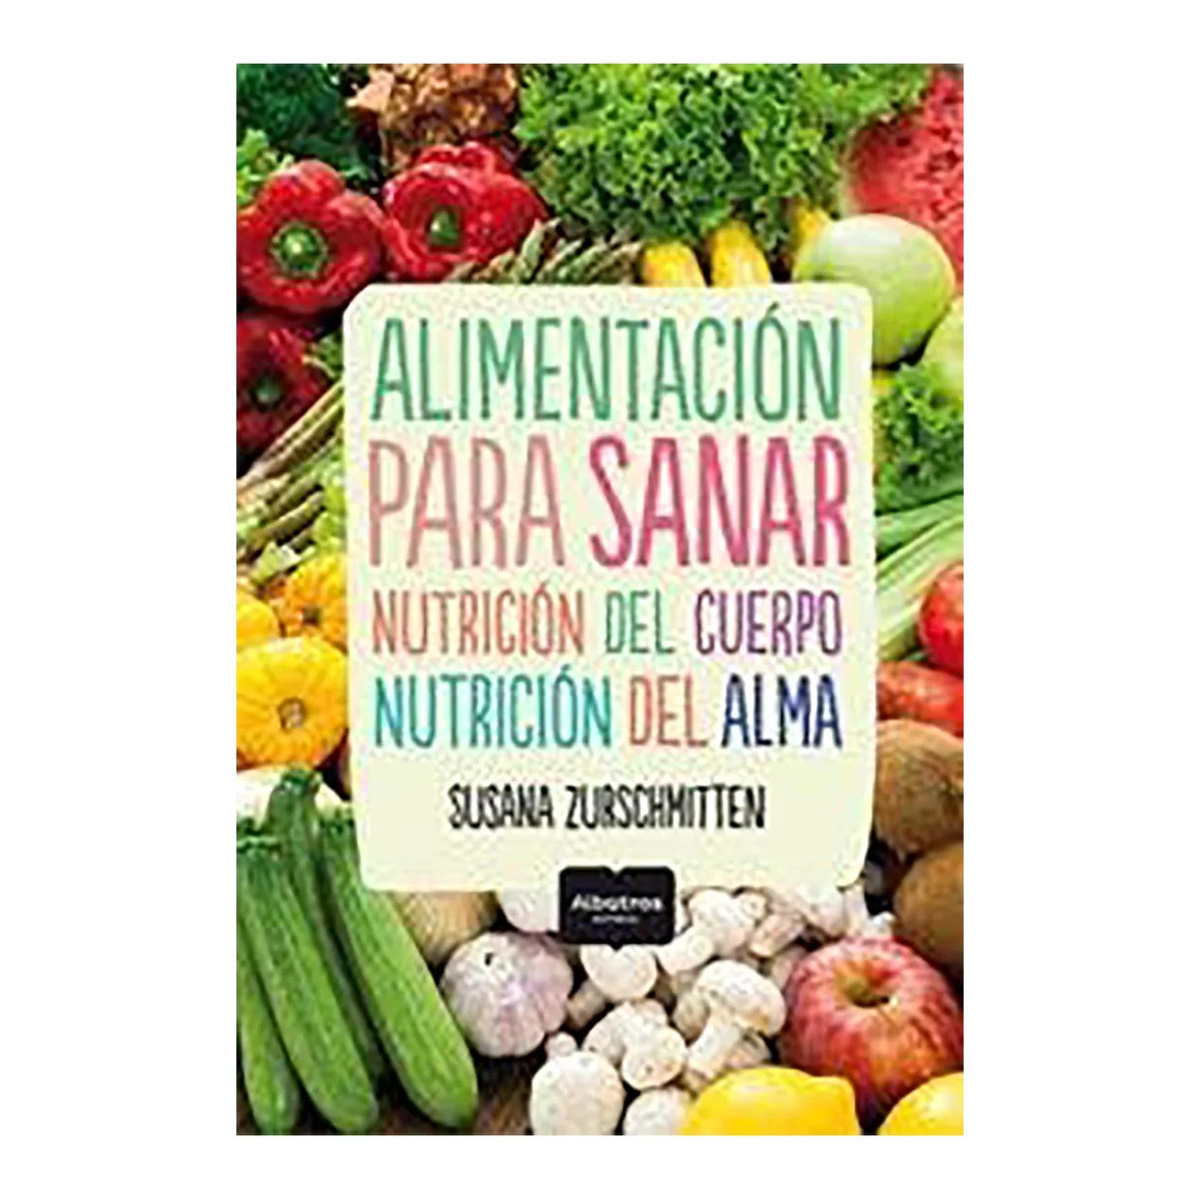 ALIMENTACIÓN
PARA SANAR
NUTRICIÓN DEL CUERPO
NUTRICIÓN DEL ALMA
SUSANA ZURSCHMITTEN
Albatros